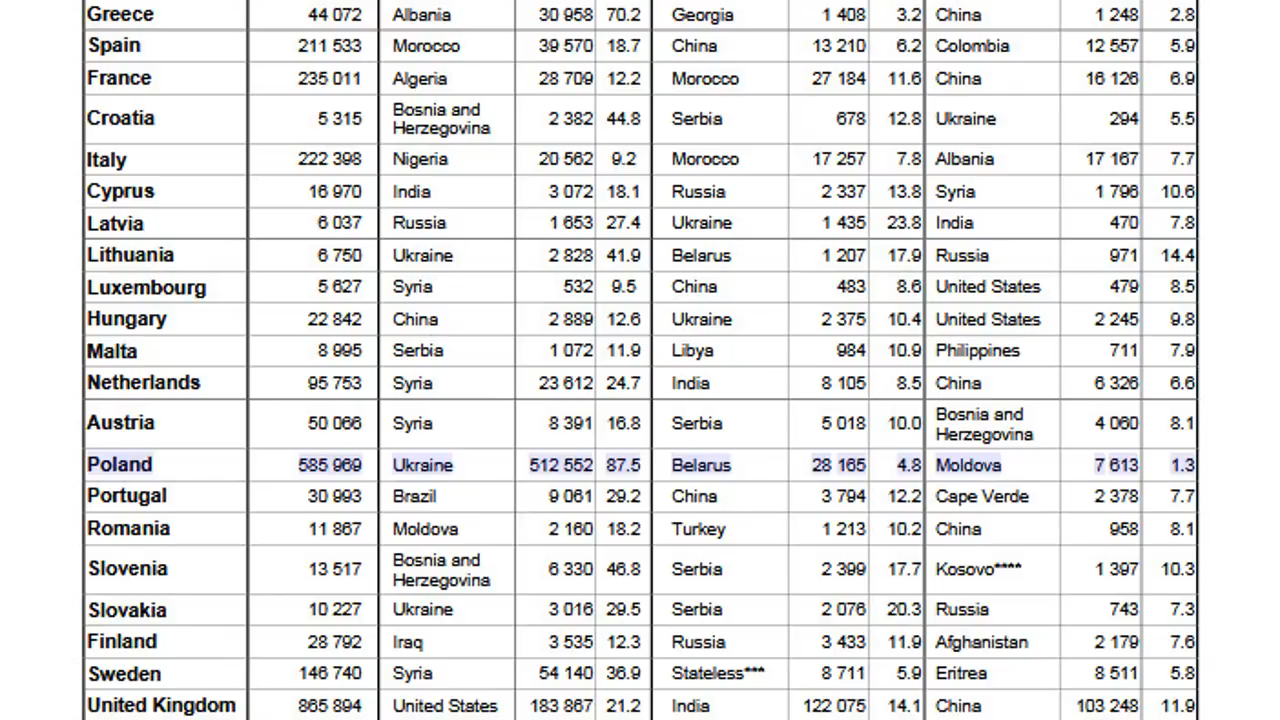 Greece 44 072 Albania 30 958 70.2 Georgia 1 408 3.2 China 1 248 2.8
Spain 211 533 Morocco 39 570 18.7 China 13 210 6.2 Colombia 12 557 5.9
France 235 011 Algeria 28 709 12.2 Morocco 27 184 11.6 China 16 126 6.9
Croatia 5 315 Bosnia and Herzegovina 2 382 44.8 Serbia 678 12.8 Ukraine 294 5.5
Italy 222 398 Nigeria 20 562 9.2 Morocco 17 257 7.8 Albania 17 167 7.7
Cyprus 16 970 India 3 072 18.1 Russia 2 337 13.8 Syria 1 796 10.6
Latvia 6 037 Russia 1 653 27.4 Ukraine 1 435 23.8 India 470 7.8
Lithuania 6 750 Ukraine 2 828 41.9 Belarus 1 207 17.9 Russia 971 14.4
Luxembourg 5 627 Syria 532 9.5 China 483 8.6 United States 479 8.5
Hungary 22 842 China 2 889 12.6 Ukraine 2 375 10.4 United States 2 245 9.8
Malta 8 995 Serbia 1 072 11.9 Libya 984 10.9 Philippines 711 7.9
Netherlands 95 753 Syria 23 612 24.7 India 8 105 8.5 China 6 326 6.6
Austria 50 066 Syria 8 391 16.8 Serbia 5 018 10.0 Bosnia and Herzegovina 4 060 8.1
Poland 585 969 Ukraine 512 552 87.5 Belarus 28 165 4.8 Moldova 7 613 1.3
Portugal 30 993 Brazil 9 061 29.2 China 3 794 12.2 Cape Verde 2 378 7.7
Romania 11 867 Moldova 2 160 18.2 Turkey 1 213 10.2 China 958 8.1
Slovenia 13 517 Bosnia and Herzegovina 6 330 46.8 Serbia 2 399 17.7 Kosovo**** 1 397 10.3
Slovakia 10 227 Ukraine 3 016 29.5 Serbia 2 076 20.3 Russia 743 7.3
Finland 28 792 Iraq 3 535 12.3 Russia 3 433 11.9 Afghanistan 2 179 7.6
Sweden 146 740 Syria 54 140 36.9 Stateless*** 8 711 5.9 Eritrea 8 511 5.8
United Kingdom 865 894 United States 183 867 21.2 India 122 075 14.1 China 103 248 11.9